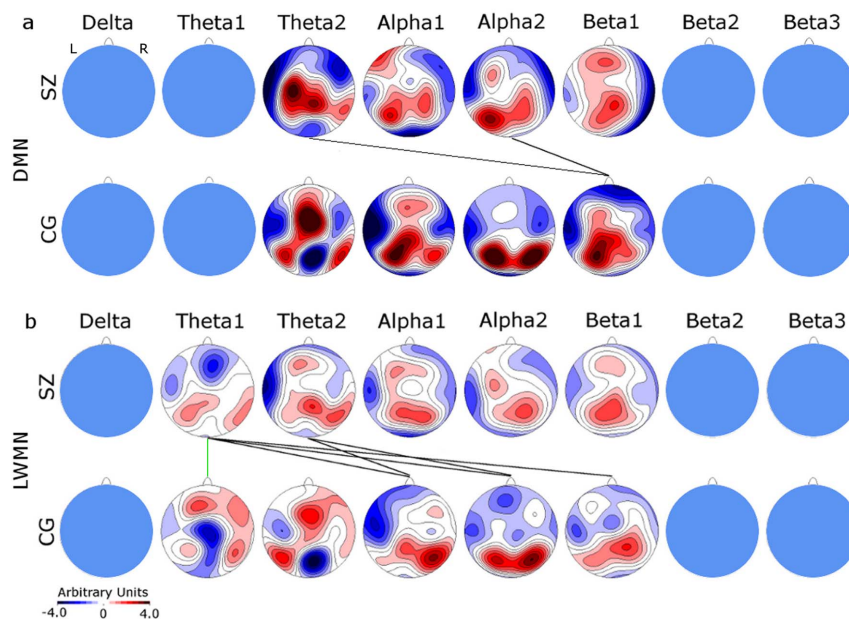 a Delta Theta1 Theta2 Alpha1 Alpha2 Beta1 Beta2 Beta3
L R
SZ
DMN
CG
b Delta Theta1 Theta2 Alpha1 Alpha2 Beta1 Beta2 Beta3
SZ
LWMN
CG
Arbitrary Units
-4.0 0 4.0